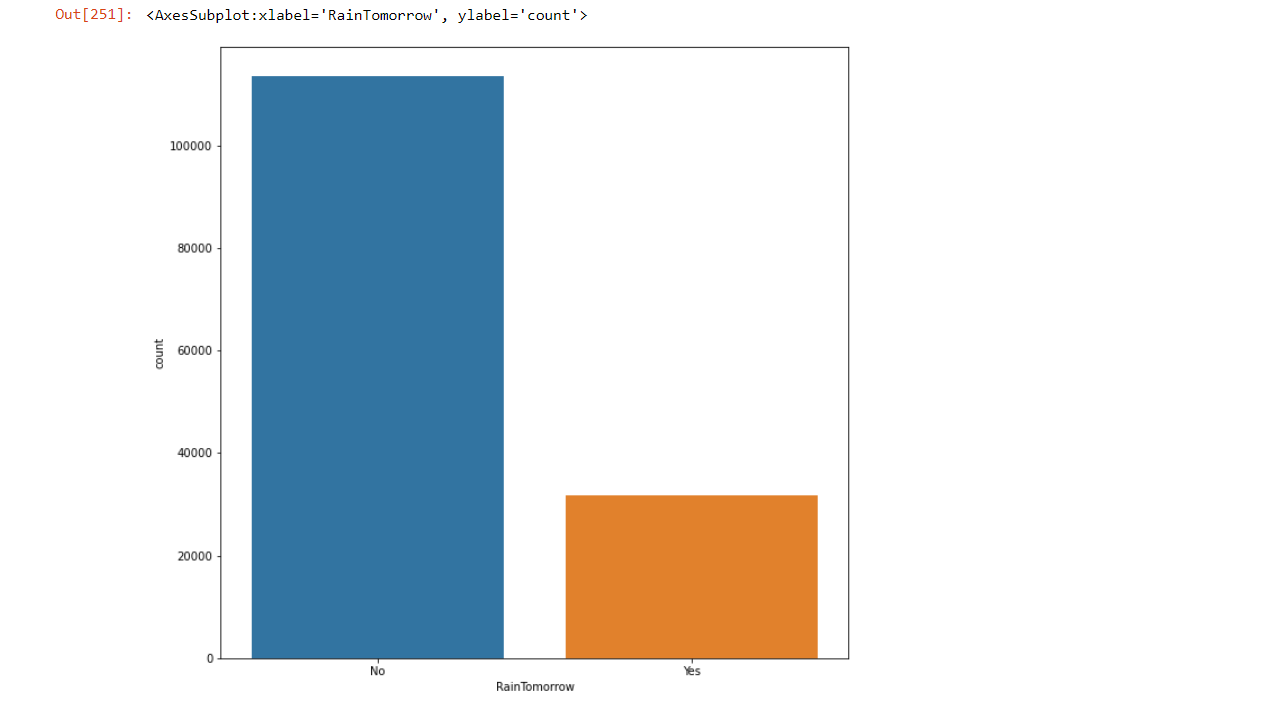 Out[251]: <AxesSubplot:xlabel='RainTomorrow', ylabel='count'>
100000
80000
60000
40000
20000
0
count
No Yes
RainTomorrow